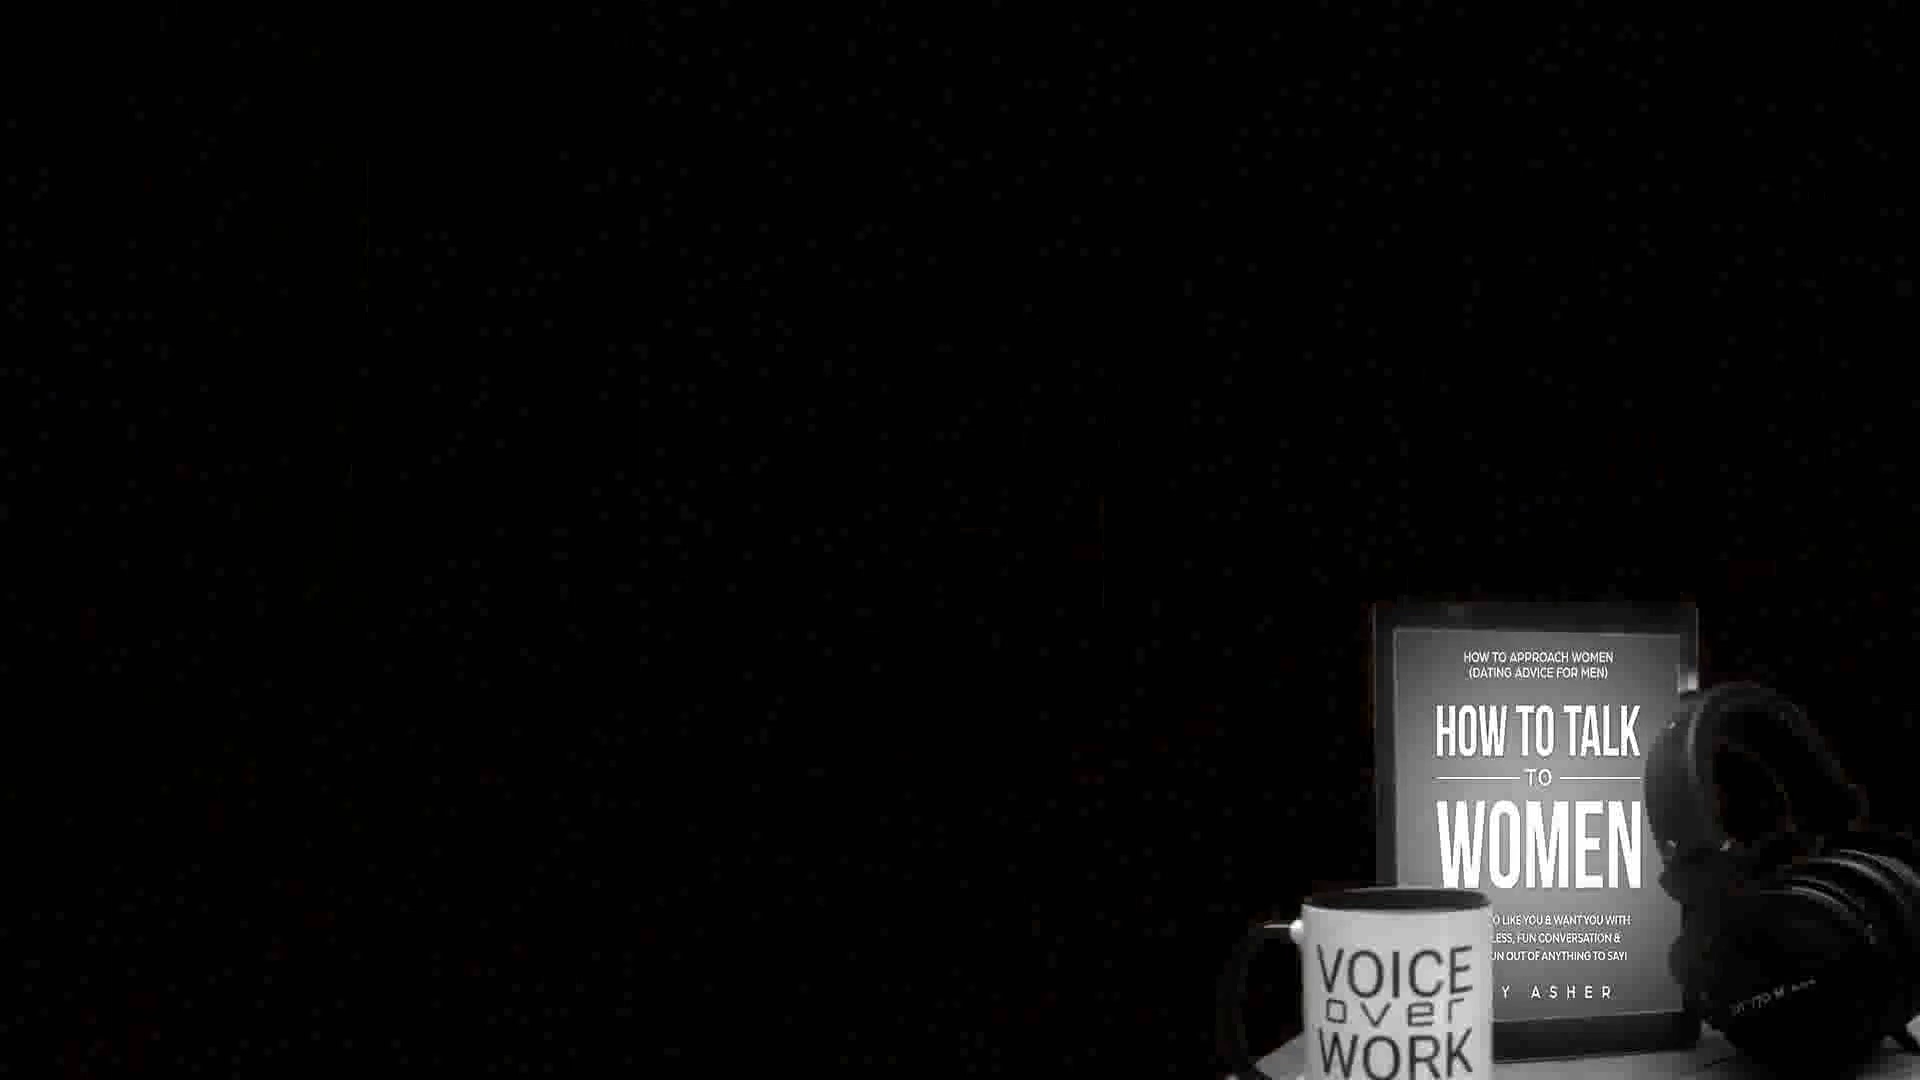 HOW TO APPROACH WOMEN
(DATING ADVICE FOR MEN)
HOW TO TALK
TO
WOMEN
LIKE YOU & WANT YOU WITH
FUN CONVERSATION &
OUT OF ANYTHING TO SAY!
ASHER
VOICE
over
WORK